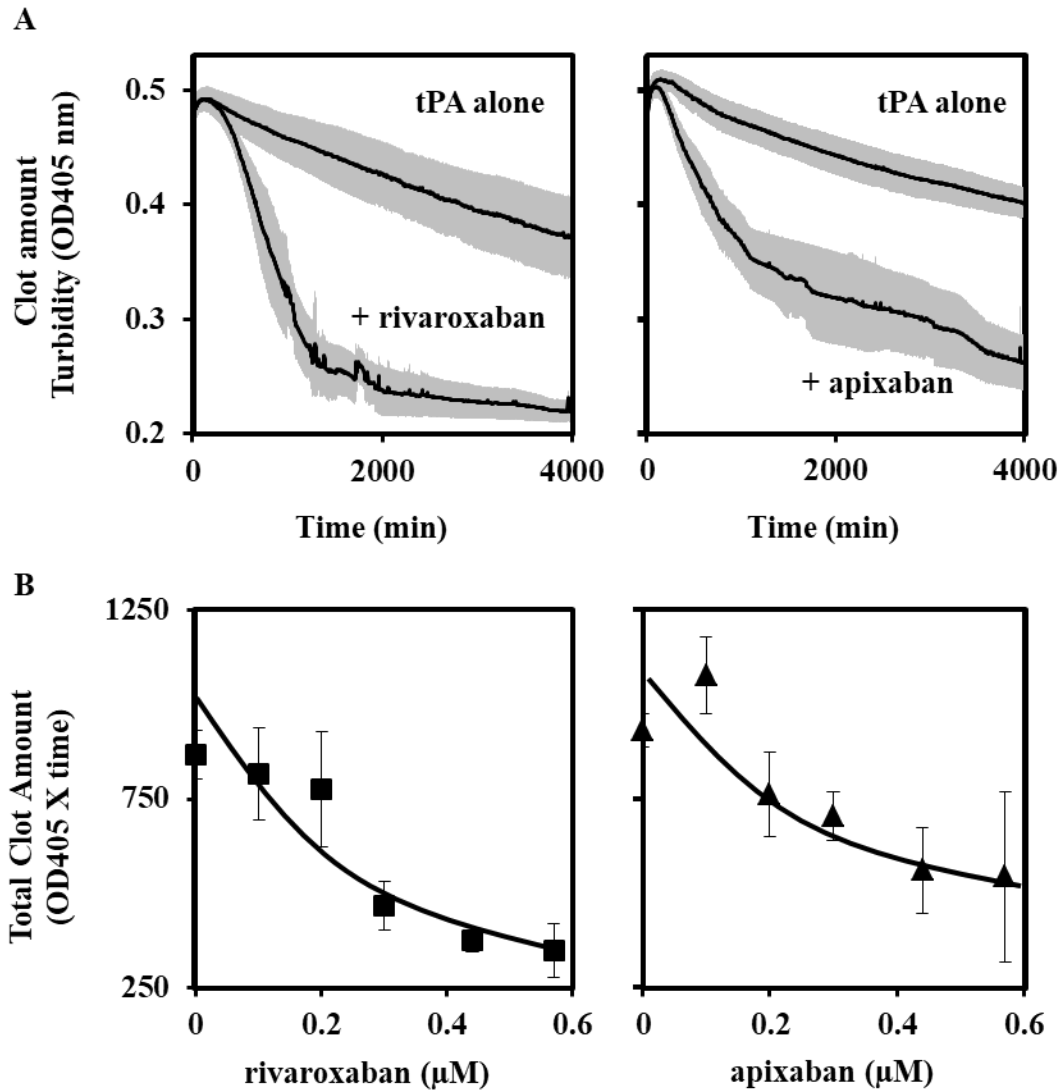 A
Clot amount
Turbidity (OD405 nm)
0.5
0.4
0.3
0.2
tPA alone
+ rivaroxaban
0
2000
4000
Time (min)
tPA alone
+ apixaban
0
2000
4000
Time (min)
B
Total Clot Amount
(OD405 X time)
1250
750
250
0
0.2
0.4
0.6
rivaroxaban (µM)
0
0.2
0.4
0.6
apixaban (µM)